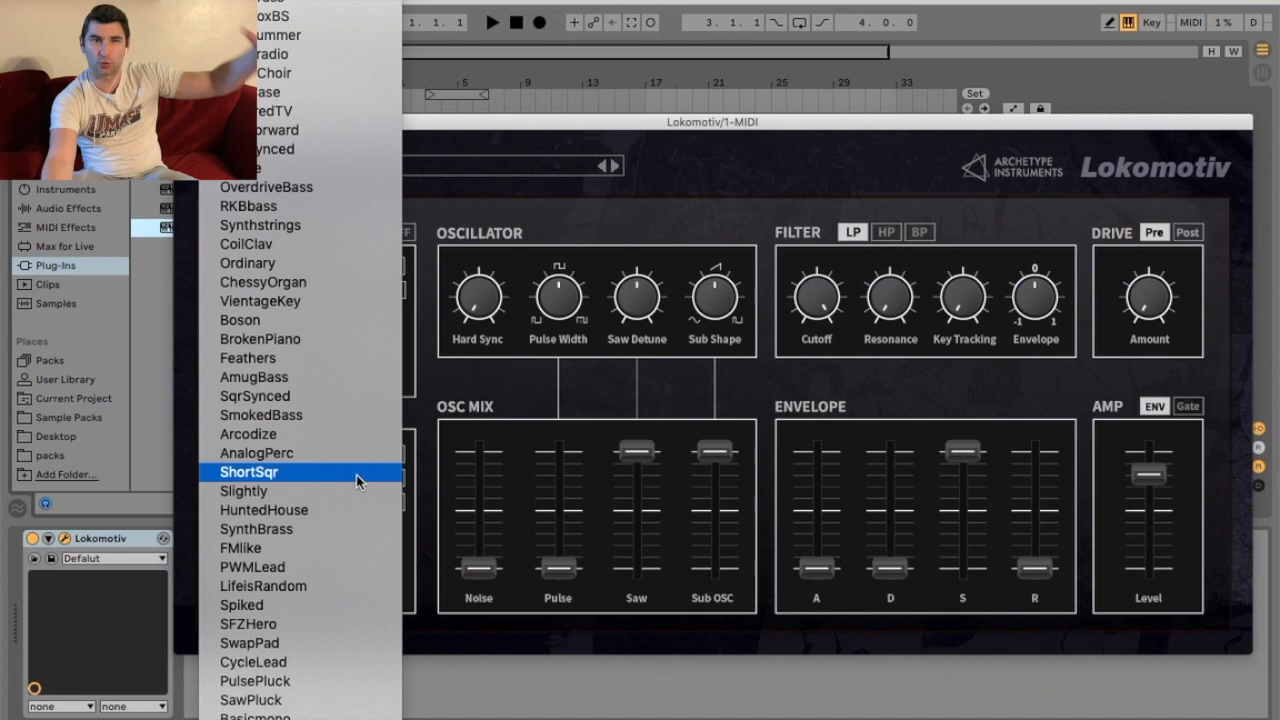 1. 1. 1
3. 1. 1
4. 0. 0
Key
MIDI
1 %
D
H
W
5
9
13
17
21
25
29
33
Set
Lokomotiv/1-MIDI
ARCHETYPE
INSTRUMENTS
Lokomotiv
oxBS
ummer
radio
Choir
ase
redTV
orward
ynced
OverdriveBass
RKBbass
Synthstrings
CoilClav
Ordinary
ChessyOrgan
VientageKey
Boson
BrokenPiano
Feathers
AmugBass
SqrSynced
SmokedBass
Arcodize
AnalogPerc
ShortSqr
Slightly
HuntedHouse
SynthBrass
FMlike
PWMLead
LifeisRandom
Spiked
SFZHero
SwapPad
CycleLead
PulsePluck
SawPluck
Basicmono
Instruments
Audio Effects
MIDI Effects
Max for Live
Plug-Ins
Clips
Samples
Places
Packs
User Library
Current Project
Sample Packs
Desktop
packs
Add Folder...
Lokomotiv
Defalut
none
none
OSCILLATOR
Hard Sync
Pulse Width
Saw Detune
Sub Shape
FILTER
LP
HP
BP
0
-1
1
Cutoff
Resonance
Key Tracking
Envelope
DRIVE
Pre
Post
Amount
OSC MIX
Noise
Pulse
Saw
Sub OSC
ENVELOPE
A
D
S
R
AMP
ENV
Gate
Level